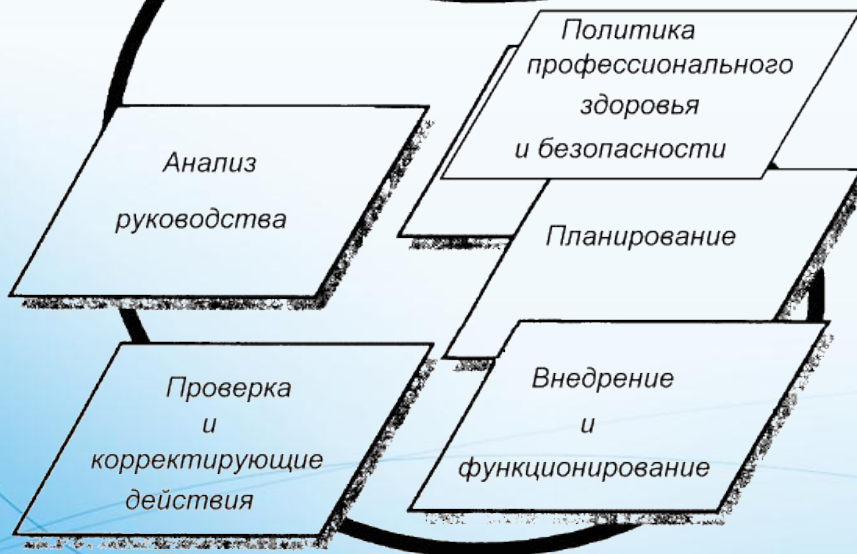 Политика
профессионального
здоровья
и безопасности
Планирование
Внедрение
и
функционирование
Проверка
и
корректирующие
действия
Анализ
руководства